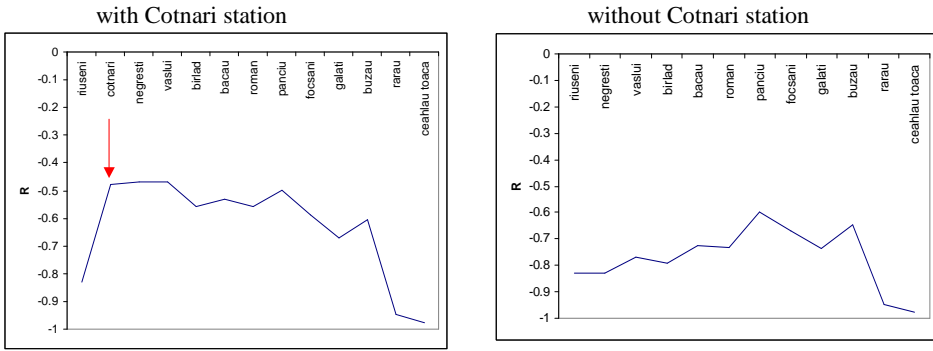 with Cotnari station
0
-0.1
-0.2
-0.3
-0.4
-0.5
-0.6
-0.7
-0.8
-0.9
-1
R
riuseni
cotnari
negresti
vaslui
birlad
bacau
roman
panciu
focsani
galati
buzau
rarau
ceahlau toaca
without Cotnari station
0
-0.1
-0.2
-0.3
-0.4
-0.5
-0.6
-0.7
-0.8
-0.9
-1
R
riuseni
negresti
vaslui
birlad
bacau
roman
panciu
focsani
galati
buzau
rarau
ceahlau toaca